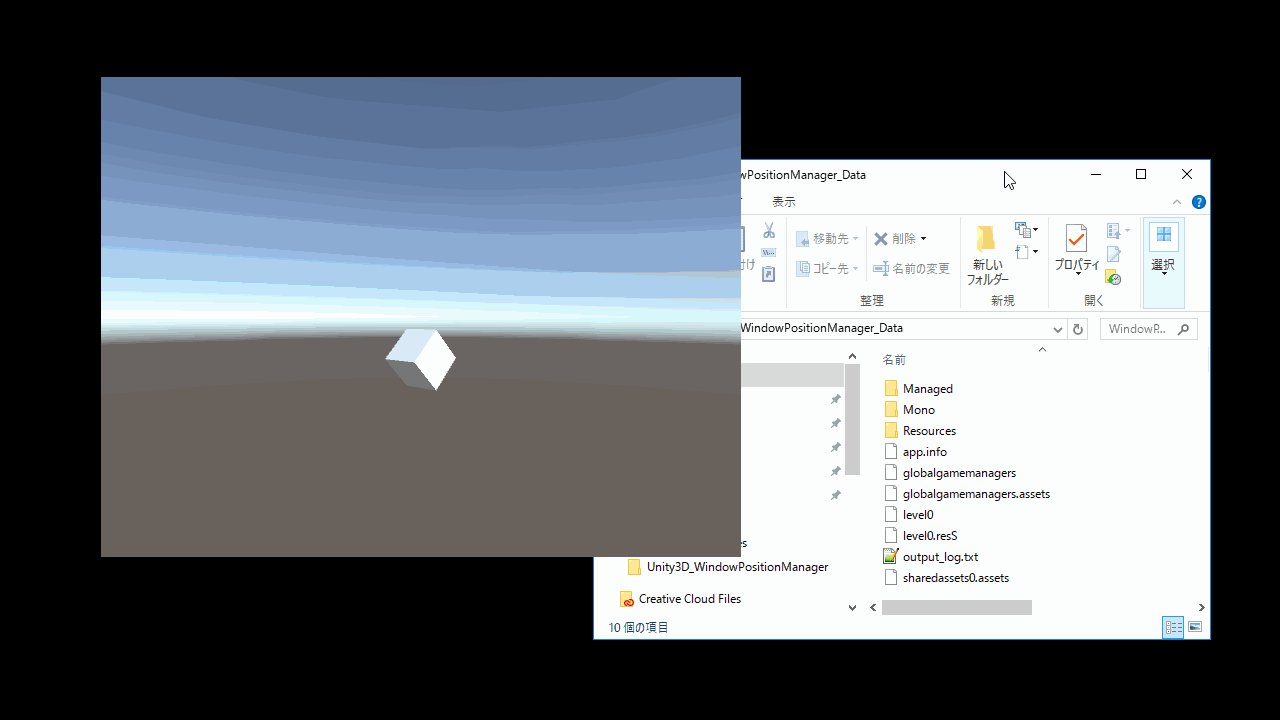 wPositionManager_Data
表示
移動先
削除
コピー先
名前の変更
整理
新しい
フォルダー
新規
プロパティ
開く
選択
WindowPositionManager_Data
WindowP...
名前
Managed
Mono
Resources
app.info
globalgamemanagers
globalgamemanagers.assets
level0
level0.resS
output_log.txt
sharedassets0.assets
es
Unity3D_WindowPositionManager
Creative Cloud Files
10 個の項目